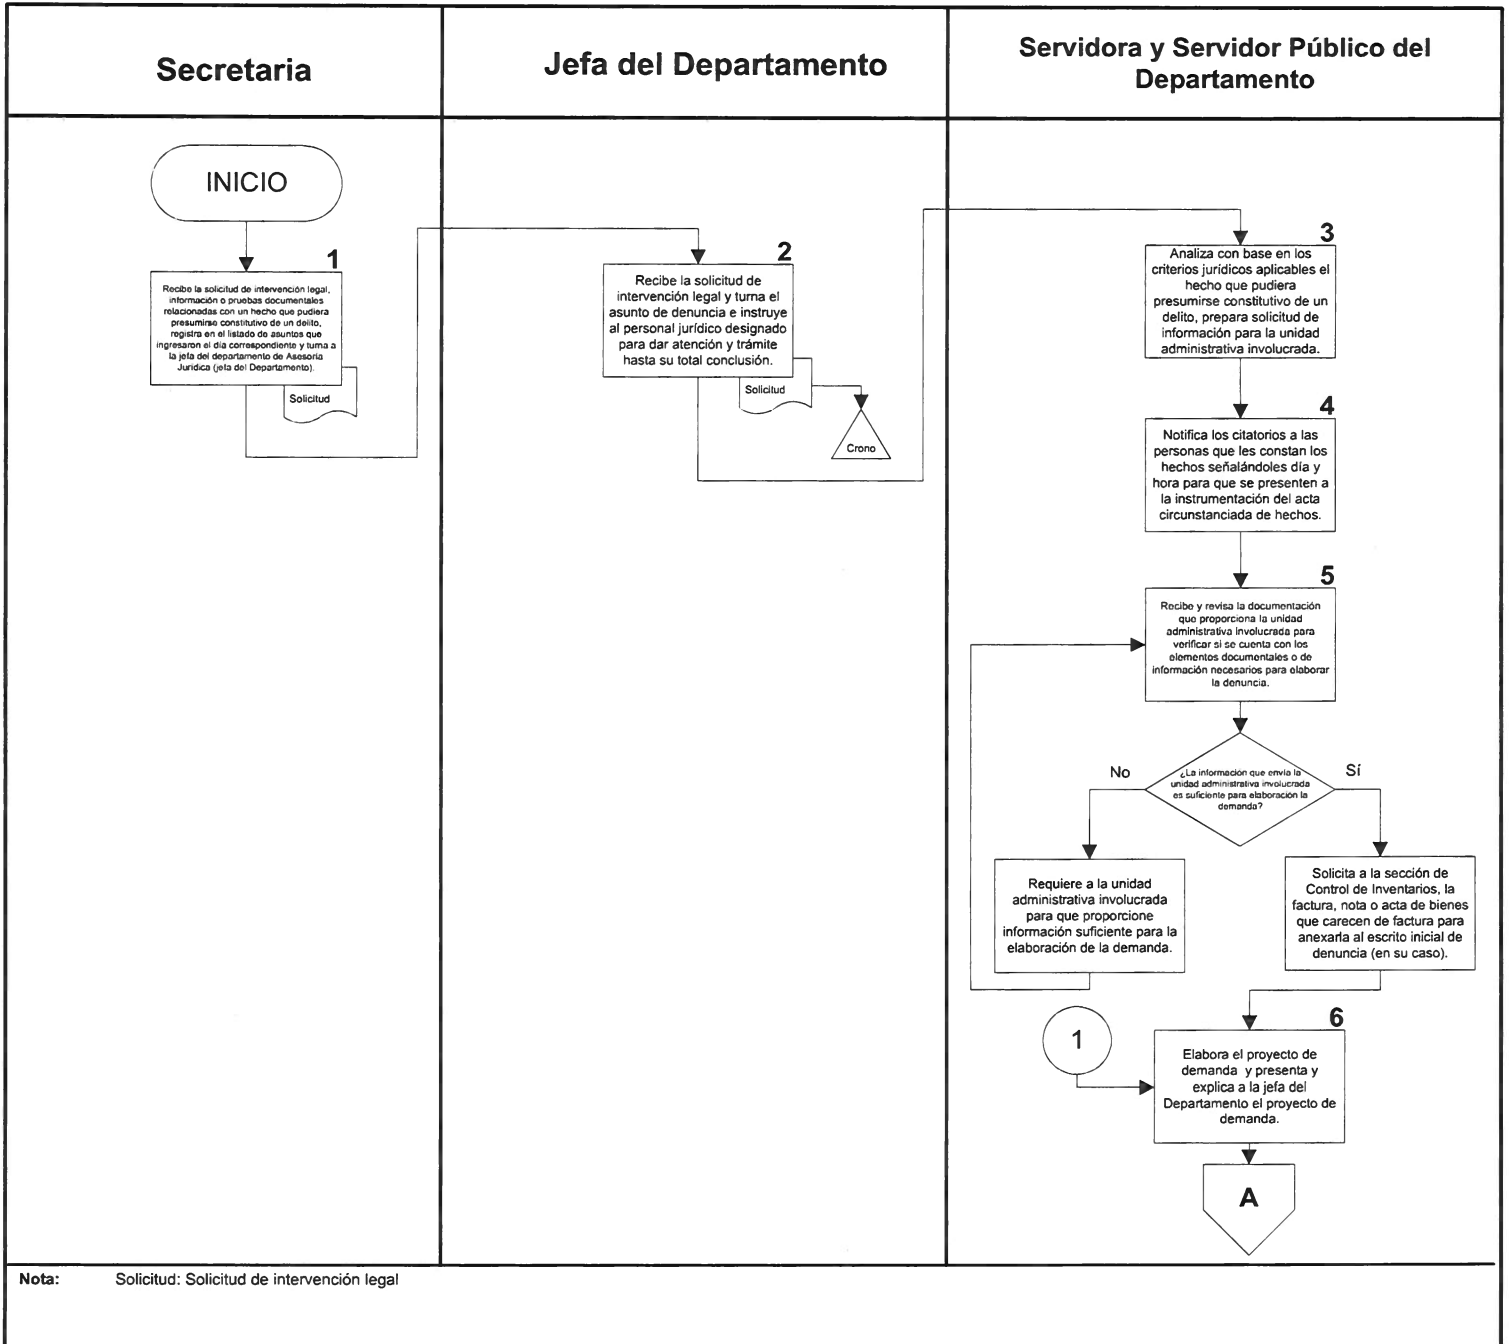 Secretaria
Jefa del Departamento
Servidora y Servidor Público del
Departamento
INICIO
1
Recibe la solicitud de intervención legal,
información o pruebas documentales
relacionadas con un hecho que pudiera
presumirse constitutivo de un delito,
registra en el listado de asuntos que
ingresaron el día correspondiente y turna a
la jefa del departamento de Asesoría
Jurídica (jefa del Departamento).
Solicitud
2
Recibe la solicitud de
intervención legal y turna el
asunto de denuncia e instruye
al personal jurídico designado
para dar atención y trámite
hasta su total conclusión.
Solicitud
Crono
3
Analiza con base en los
criterios jurídicos aplicables el
hecho que pudiera
presumirse constitutivo de un
delito, prepara solicitud de
información para la unidad
administrativa involucrada.
4
Notifica los citatorios a las
personas que les constan los
hechos señalándoles día y
hora para que se presenten a
la instrumentación del acta
circunstanciada de hechos.
5
Recibe y revisa la documentación
que proporciona la unidad
administrativa involucrada para
verificar si se cuenta con los
elementos documentales o de
información necesarios para elaborar
la denuncia.
No
¿La información que envía la
unidad administrativa involucrada
es suficiente para elaboración la
demanda?
Sí
Requiere a la unidad
administrativa involucrada
para que proporcione
información suficiente para la
elaboración de la demanda.
Solicita a la sección de
Control de Inventarios, la
factura, nota o acta de bienes
que carecen de factura para
anexarla al escrito inicial de
denuncia (en su caso).
1
6
Elabora el proyecto de
demanda y presenta y
explica a la jefa del
Departamento el proyecto de
demanda.
A
Nota: Solicitud: Solicitud de intervención legal